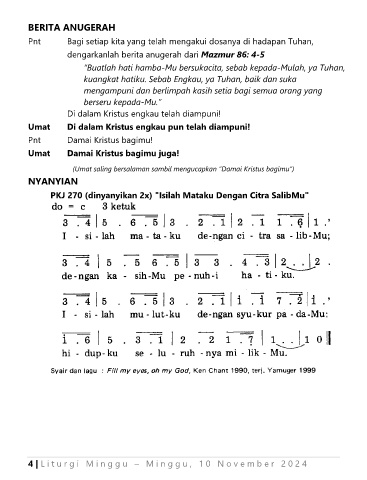 BERITA ANUGERAH
Pnt Bagi setiap kita yang telah mengakui dosanya di hadapan Tuhan,
dengarkanlah berita anugerah dari Mazmur 86: 4-5
"Buatlah hati hamba-Mu bersukacita, sebab kepada-Mulah, ya Tuhan,
kuangkat hatiku. Sebab Engkau, ya Tuhan, baik dan suka
mengampuni dan berlimpah kasih setia bagi semua orang yang
berseru kepada-Mu."
Di dalam Kristus engkau telah diampuni!
Umat Di dalam Kristus engkau pun telah diampuni!
Pnt Damai Kristus bagimu!
Umat Damai Kristus bagimu juga!
(Umat saling bersalaman sambil mengucapkan "Damai Kristus bagimu")
NYANYIAN
PKJ 270 (dinyanyikan 2x) "Isilah Mataku Dengan Citra SalibMu"
do = c 3 ketuk
3 . 4 | 5 . 6 . 5 | 3 . 2 . 1 | 2 . 1 1 . 6 | 1 . '
I - si - lah ma - ta - ku de-ngan ci - tra sa - lib-Mu;
3 . 4 | 5 . 5 6 . 5 | 3 3 . 4 . 3 | 2 . . | 2 .
de-ngan ka - sih-Mu pe - nuh-i ha - ti - ku.
3 . 4 | 5 . 6 . 5 | 3 . 2 . 1 | 1 . 1 7 . 2 | 1 . '
I - si - lah mu - lut-ku de-ngan syu-kur pa - da-Mu:
1 . 6 | 5 . 3 . 1 | 2 . 2 1 . 7 | 1 . . | 1 0
hi - dup-ku se - lu - ruh - nya mi - lik - Mu.
Syair dan lagu : Fill my eyes, oh my God, Ken Chant 1990, terj. Yamuger 1999
4 | Liturgi Minggu – Minggu, 10 November 2024